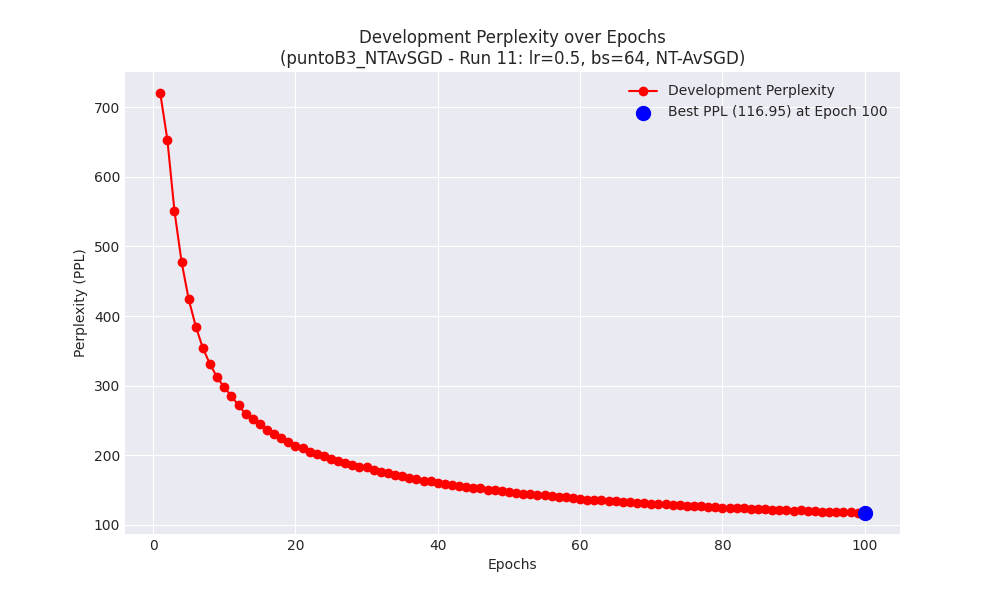 Development Perplexity over Epochs
(puntoB3_NTAvSGD - Run 11: lr=0.5, bs=64, NT-AvSGD)
Development Perplexity
Best PPL (116.95) at Epoch 100
Perplexity (PPL)
700
600
500
400
300
200
100
0 20 40 60 80 100
Epochs